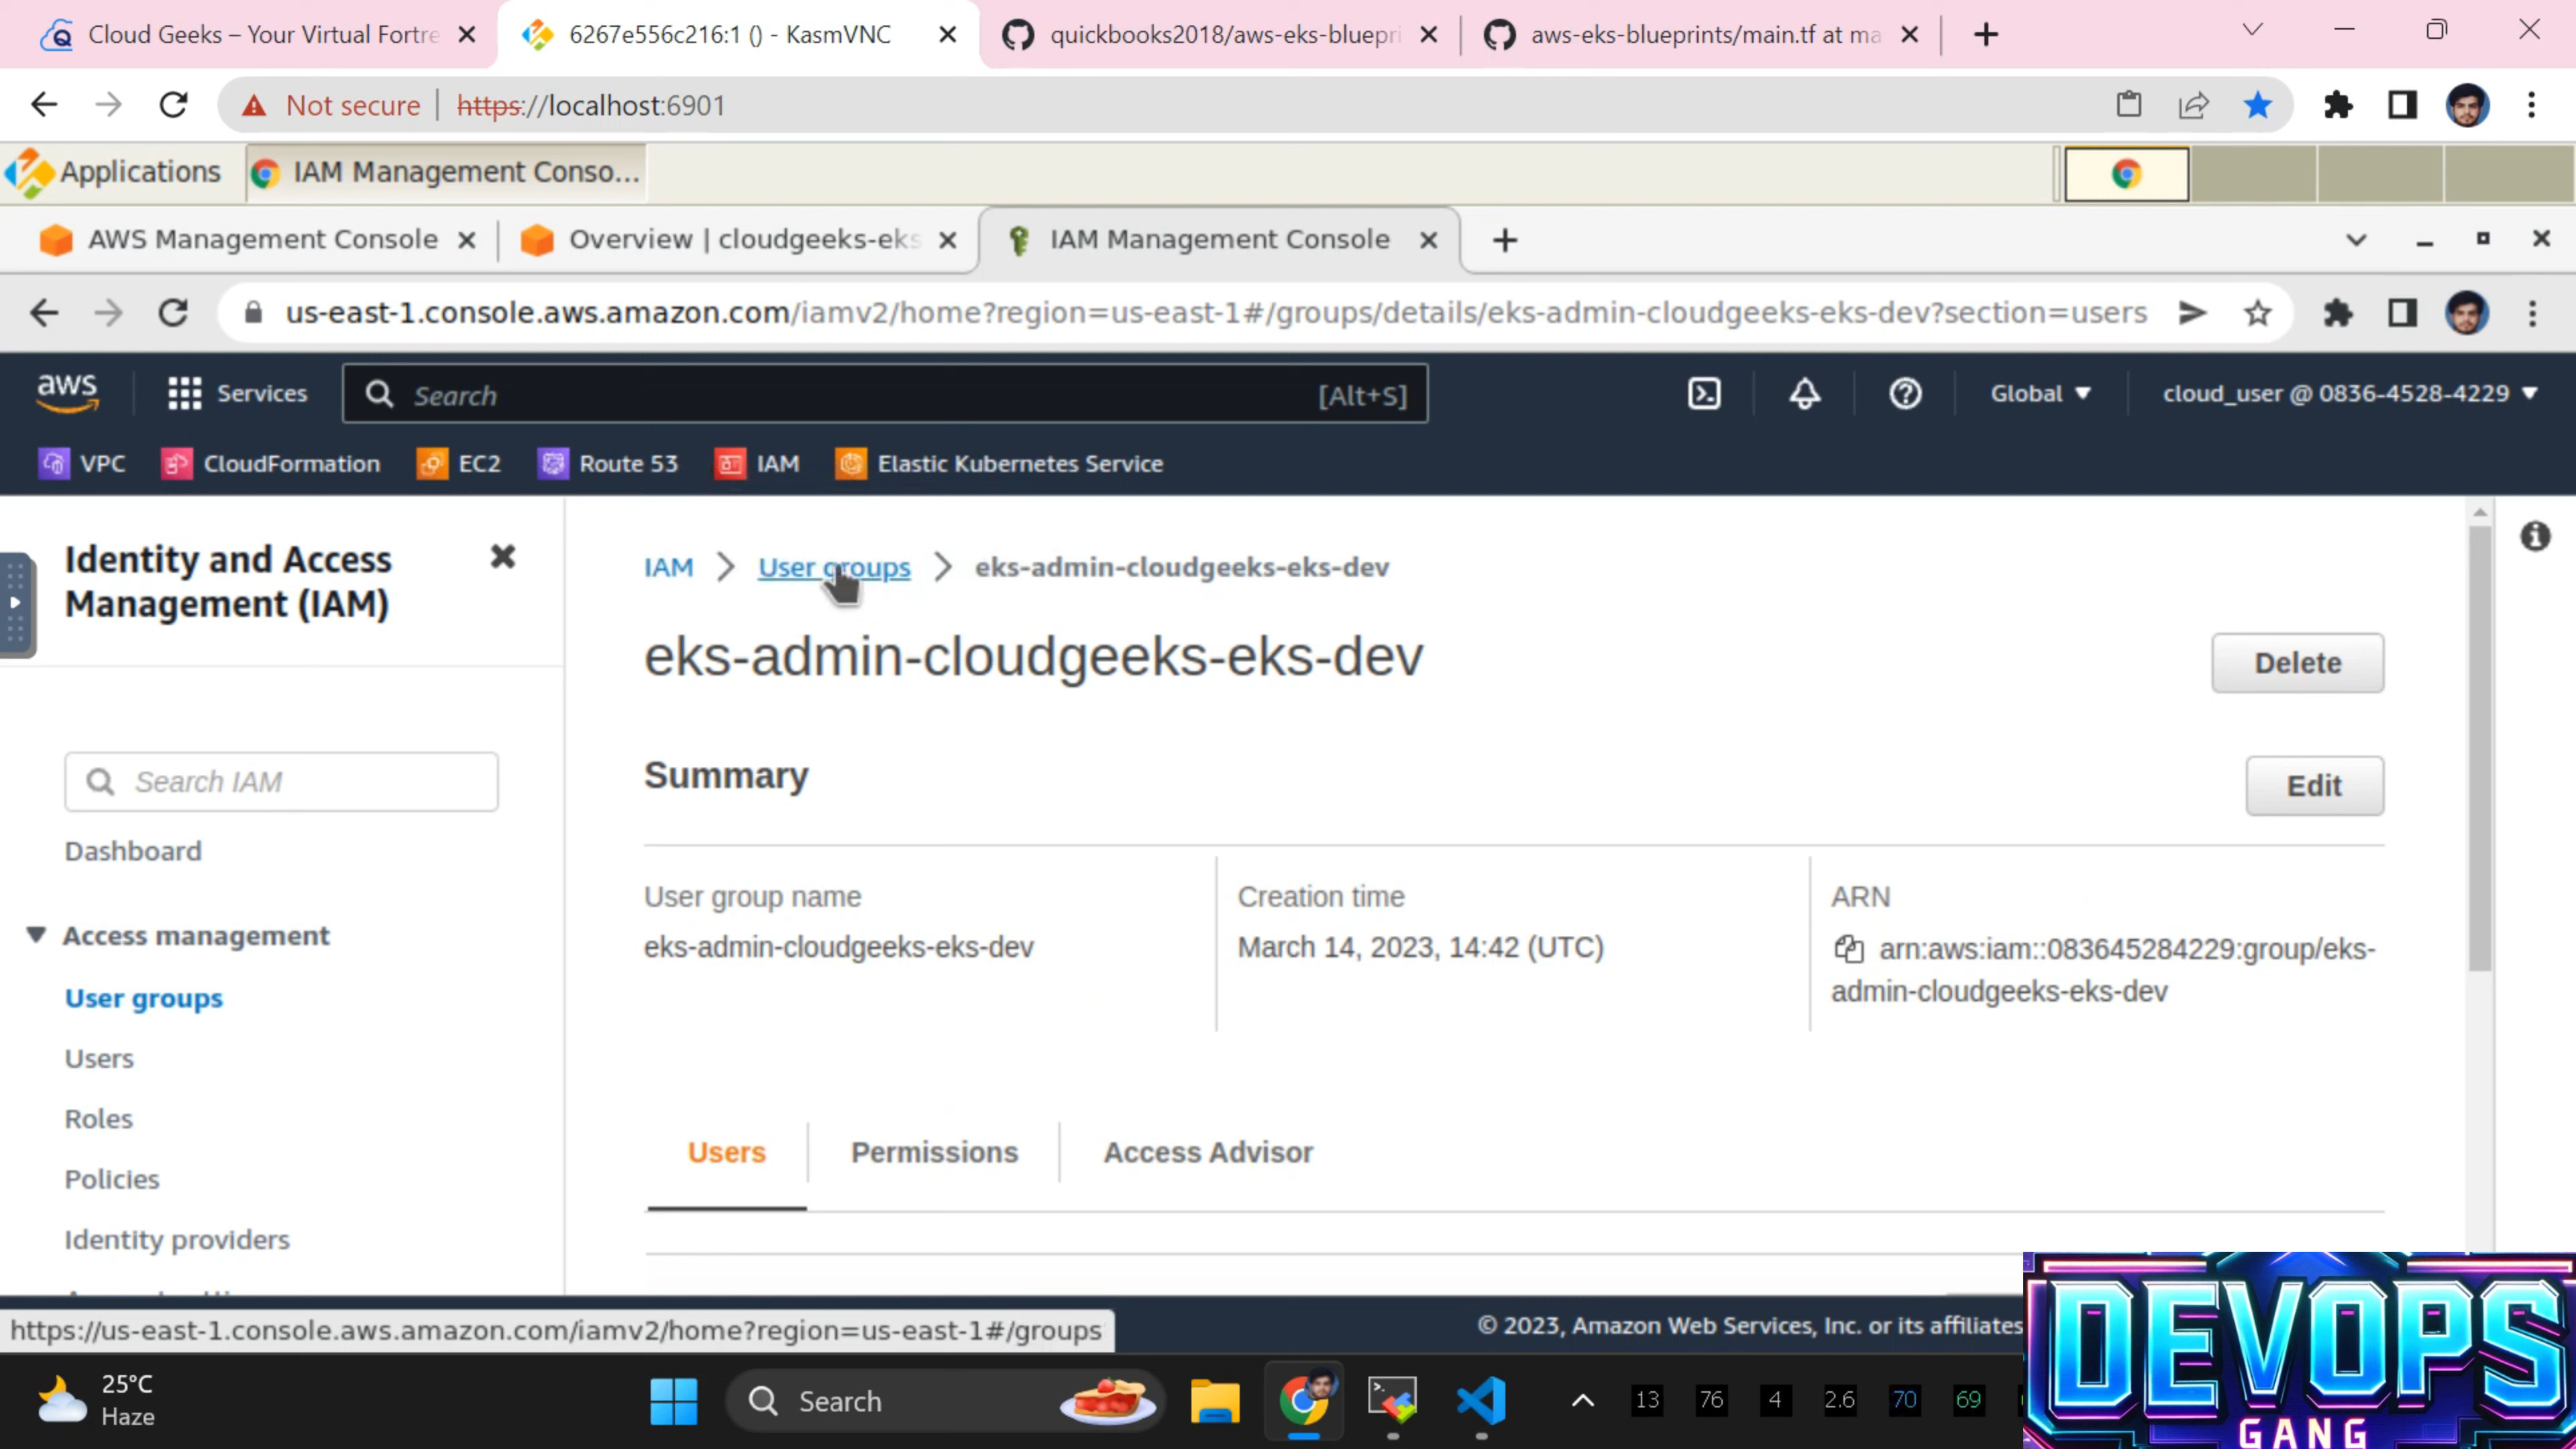 Cloud Geeks – Your Virtual Fortre
6267e556c216:1 () - KasmVNC
quickbooks2018/aws-eks-bluepri
aws-eks-blueprints/main.tf at ma
Not secure
https://localhost:6901
Applications
IAM Management Conso...
AWS Management Console
Overview | cloudgeeks-eks
IAM Management Console
us-east-1.console.aws.amazon.com/iamv2/home?region=us-east-1#/groups/details/eks-admin-cloudgeeks-eks-dev?section=users
aws
Services
Search
[Alt+S]
Global
cloud_user @ 0836-4528-4229
VPC
CloudFormation
EC2
Route 53
IAM
Elastic Kubernetes Service
Identity and Access
Management (IAM)
Search IAM
Dashboard
Access management
User groups
Users
Roles
Policies
Identity providers
IAM > User groups > eks-admin-cloudgeeks-eks-dev
eks-admin-cloudgeeks-eks-dev
Delete
Summary
Edit
User group name
eks-admin-cloudgeeks-eks-dev
Creation time
March 14, 2023, 14:42 (UTC)
ARN
arn:aws:iam::083645284229:group/eks-
admin-cloudgeeks-eks-dev
Users
Permissions
Access Advisor
https://us-east-1.console.aws.amazon.com/iamv2/home?region=us-east-1#/groups
© 2023, Amazon Web Services, Inc. or its affiliates
25°C
Haze
Search
13
76
4
2.6
70
69
DEVOPS
GANG